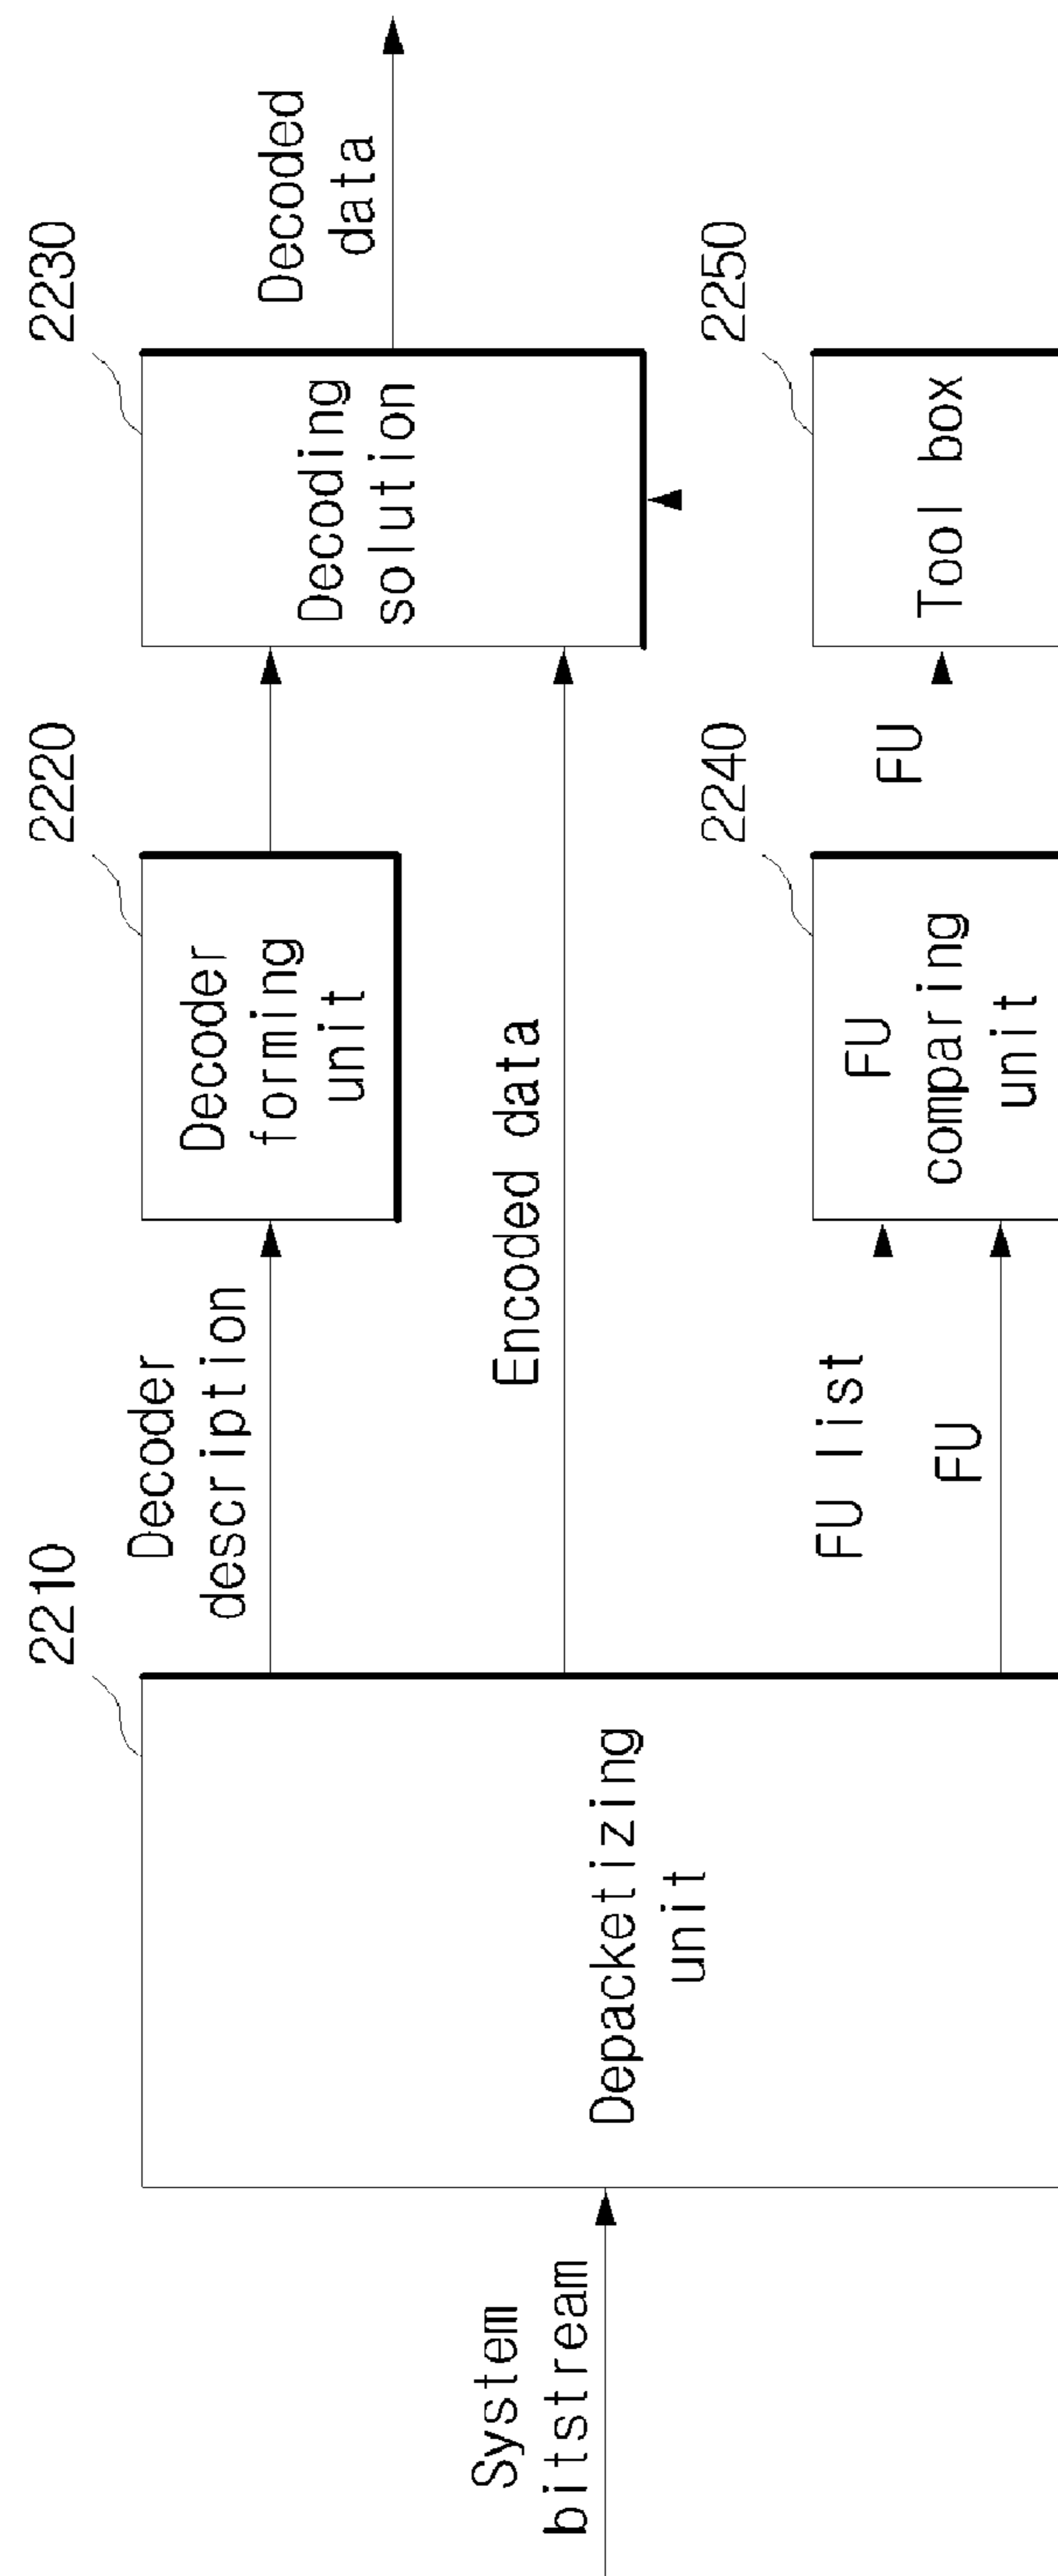 2210
2220
2230
Decoder
description
Decoder
forming
unit
Decoding
solution
Decoded
data
System
bitstream
Depacketizing
unit
Encoded data
2240
2250
FU list
FU
FU
comparing
unit
FU
Tool box